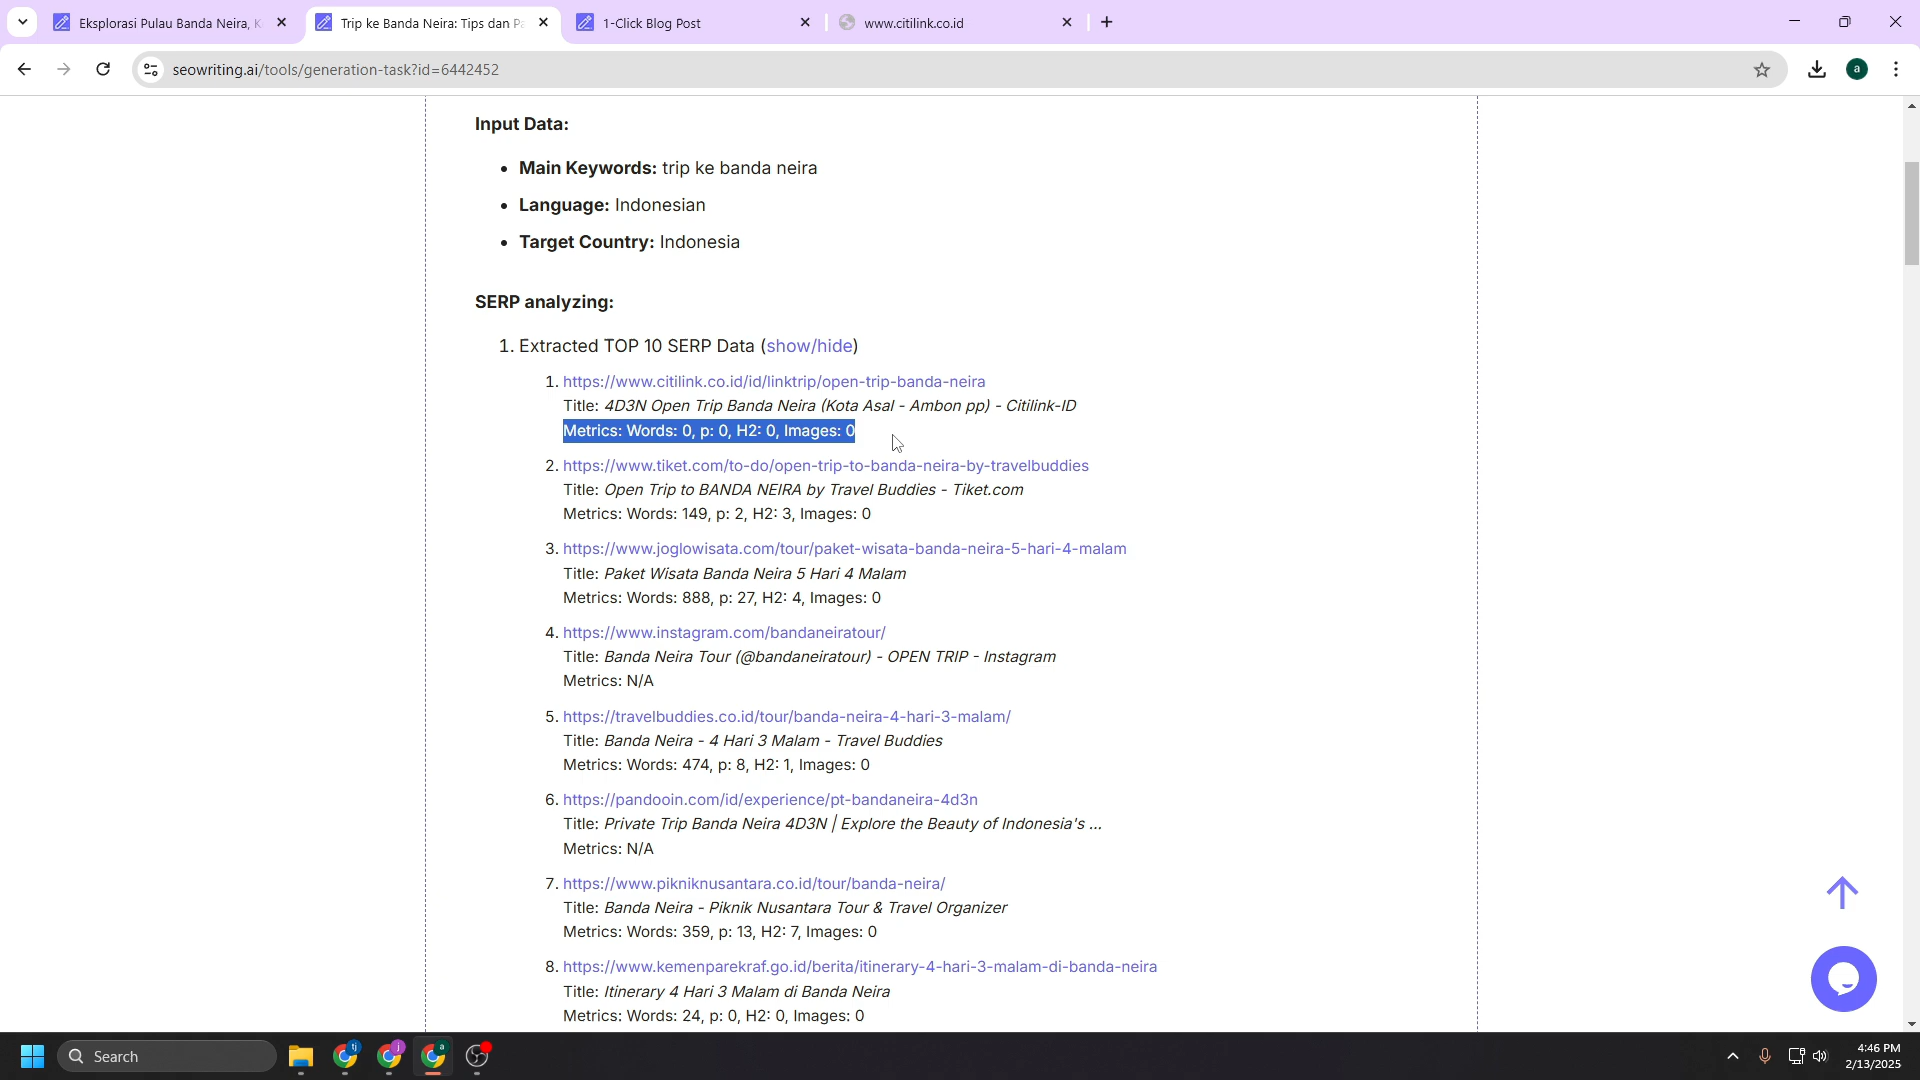 Esplorasi Pulau Banda Neira, K
Trip ke Banda Neira: Tips dan Pa
1-Click Blog Post
www.citilink.co.id
seowriting.ai/tools/generation-task?id=6442452
a
Input Data:
• Main Keywords: trip ke banda neira
• Language: Indonesian
• Target Country: Indonesia
SERP analyzing:
1. Extracted TOP 10 SERP Data (show/hide)
1. https://www.citilink.co.id/id/linktrip/open-trip-banda-neira
Title: 4D3N Open Trip Banda Neira (Kota Asal - Ambon pp) - Citilink-ID
Metrics: Words: 0, p: 0, H2: 0, Images: 0
2. https://www.tiket.com/to-do/open-trip-to-banda-neira-by-travelbuddies
Title: Open Trip to BANDA NEIRA by Travel Buddies - Tiket.com
Metrics: Words: 149, p: 2, H2: 3, Images: 0
3. https://www.joglowisata.com/tour/paket-wisata-banda-neira-5-hari-4-malam
Title: Paket Wisata Banda Neira 5 Hari 4 Malam
Metrics: Words: 888, p: 27, H2: 4, Images: 0
4. https://www.instagram.com/bandaneiratour/
Title: Banda Neira Tour (@bandaneiratour) - OPEN TRIP - Instagram
Metrics: N/A
5. https://travelbuddies.co.id/tour/banda-neira-4-hari-3-malam/
Title: Banda Neira - 4 Hari 3 Malam - Travel Buddies
Metrics: Words: 474, p: 8, H2: 1, Images: 0
6. https://pandooin.com/id/experience/pt-bandaneira-4d3n
Title: Private Trip Banda Neira 4D3N | Explore the Beauty of Indonesia's ...
Metrics: N/A
7. https://www.pikniknusantara.co.id/tour/banda-neira/
Title: Banda Neira - Piknik Nusantara Tour & Travel Organizer
Metrics: Words: 359, p: 13, H2: 7, Images: 0
8. https://www.kemenparekraf.go.id/berita/itinerary-4-hari-3-malam-di-banda-neira
Title: Itinerary 4 Hari 3 Malam di Banda Neira
Metrics: Words: 24, p: 0, H2: 0, Images: 0
Search
tj
j
a
4:46 PM
2/13/2025